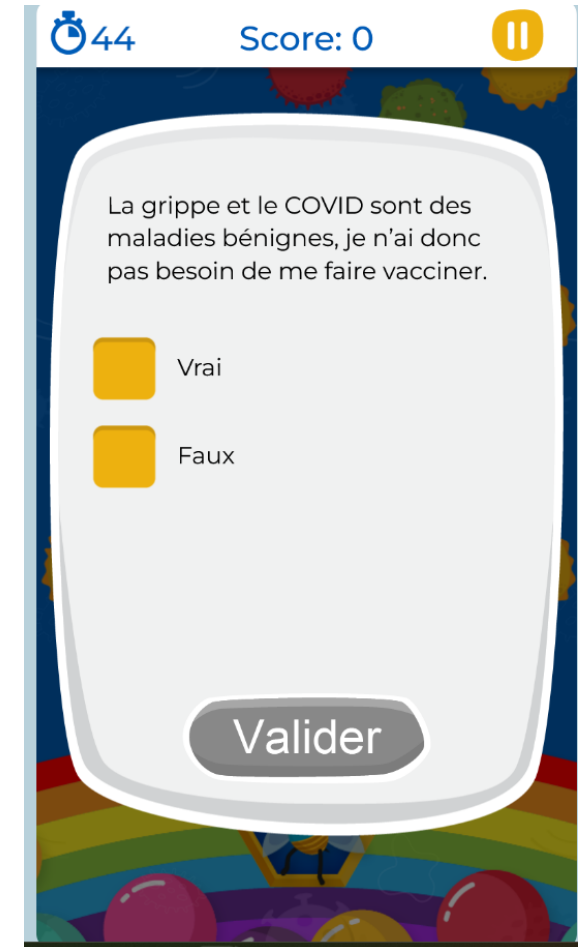 44
Score: 0
La grippe et le COVID sont des
maladies bénignes, je n’ai donc
pas besoin de me faire vacciner.
Vrai
Faux
Valider